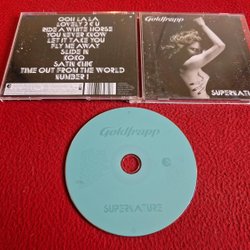 OOH LA LA
LOVELY 2 C U
RIDE A WHITE HORSE
YOU NEVER KNOW
LET IT TAKE YOU
FLY ME AWAY
SLIDE IN
KOKO
SATIN CHIC
TIME OUT FROM THE WORLD
NUMBER 1
Goldfrapp
SUPERNATURE
Goldfrapp
SUPERNATURE